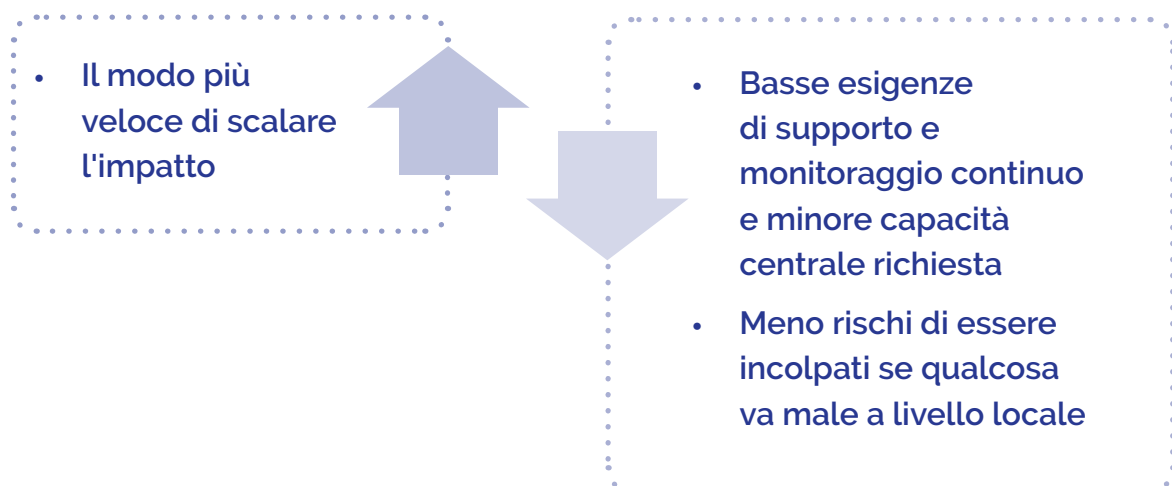 • Il modo più
veloce di scalare
l'impatto
• Basse esigenze
di supporto e
monitoraggio continuo
e minore capacità
centrale richiesta
• Meno rischi di essere
incolpati se qualcosa
va male a livello locale